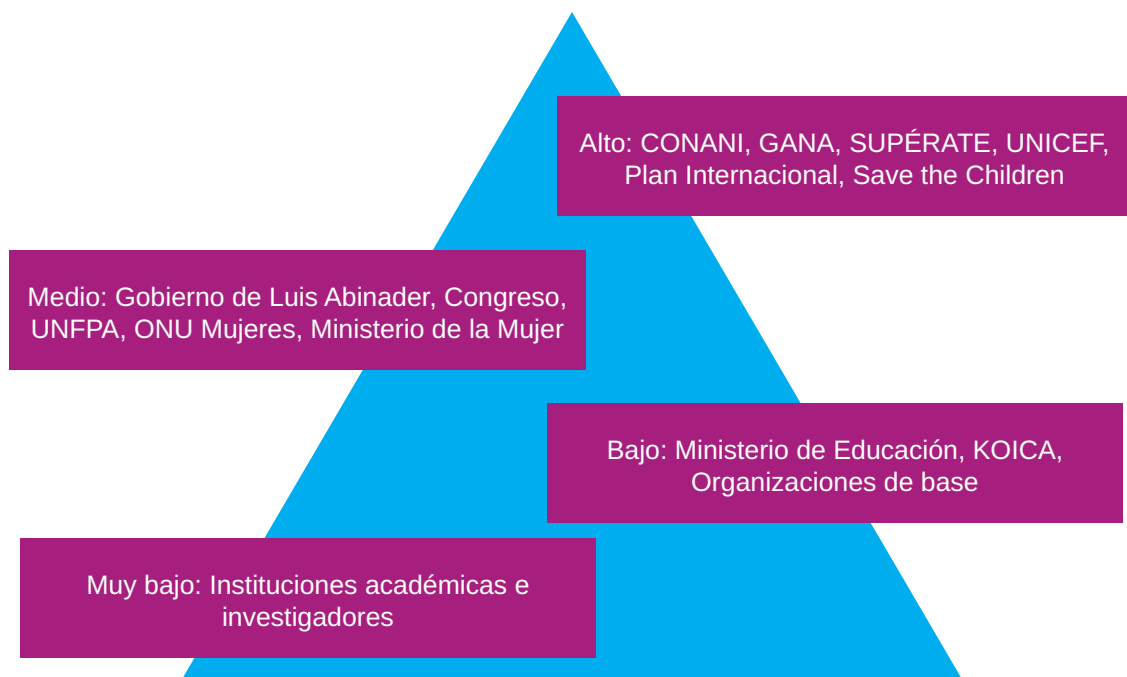 Alto: CONANI, GANA, SUPÉRATE, UNICEF,
Plan Internacional, Save the Children
Medio: Gobierno de Luis Abinader, Congreso,
UNFPA, ONU Mujeres, Ministerio de la Mujer
Bajo: Ministerio de Educación, KOICA,
Organizaciones de base
Muy bajo: Instituciones académicas e
investigadores